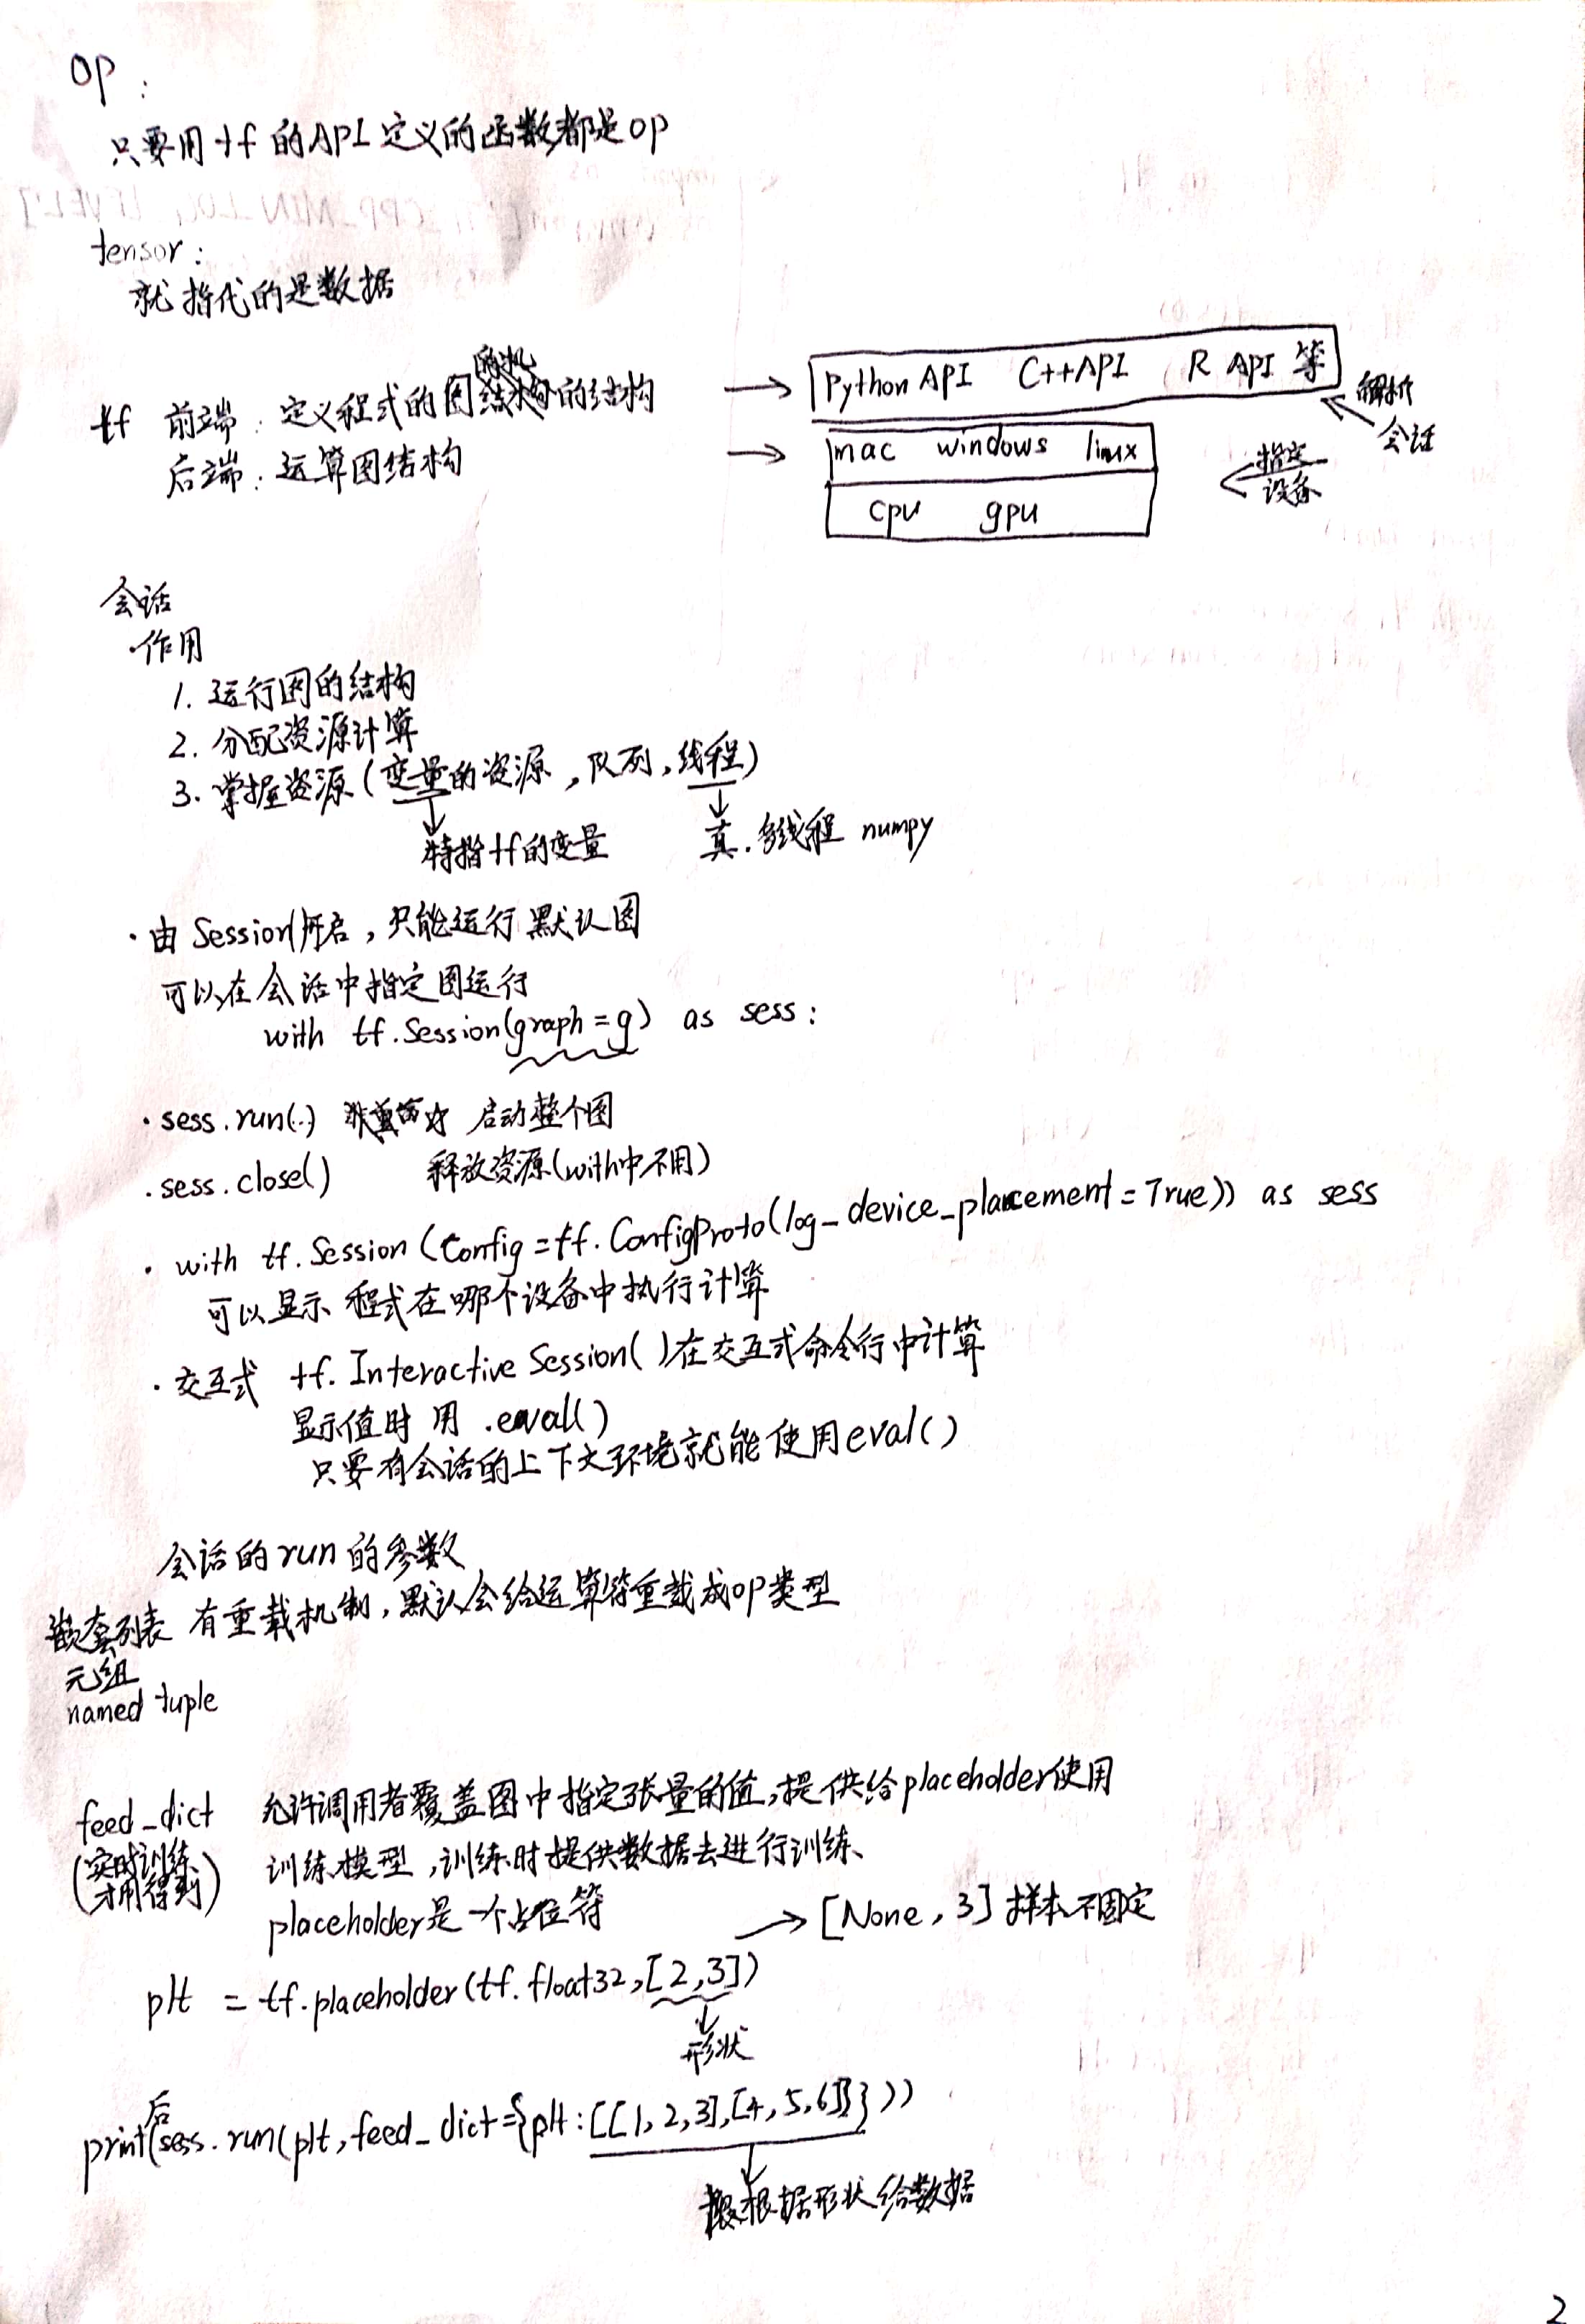 op:
只要用tf的API定义的函数都是op
tensor:
就指代的是数据
tf 前端: 定义程式的图的结构
后端: 运算图结构
→ Python API C++API R API 等
解析
会话
→ mac windows linux
指定
设备
cpu gpu
会话
·作用
1. 运行图的结构
2. 分配资源计算
3. 掌握资源(变量的资源,队列,线程)
特指tf的变量 真.多线程 numpy
·由Session开启,只能运行默认图
可以在会话中指定图运行
with tf.Session(graph=g) as sess:
·sess.run(..) 启动整个图
·sess.close() 释放资源(with中不用)
· with tf.Session(Config=tf.ConfigProto(log_device_placement=True)) as sess
可以显示程式在哪个设备中执行计算
·交互式 tf.InteractiveSession()在交互式命令行中计算
显示值时用 .eval()
只要有会话的上下文环境就能使用eval()
会话的run的参数
嵌套列表 有重载机制,默认会给运算符重载成op类型
元组
named tuple
feed_dict 允许调用者覆盖图中指定张量的值,提供给placeholder使用
(实时训练 训练模型,训练时提供数据去进行训练、
才用得到)
placeholder是一个占位符 → [None,3] 样本不固定
plt = tf.placeholder(tf.float32,[2,3])
形状
后
print(sess.run(plt,feed_dict={plt:[[1,2,3],[4,5,6]]}))
根据形状给数据
2